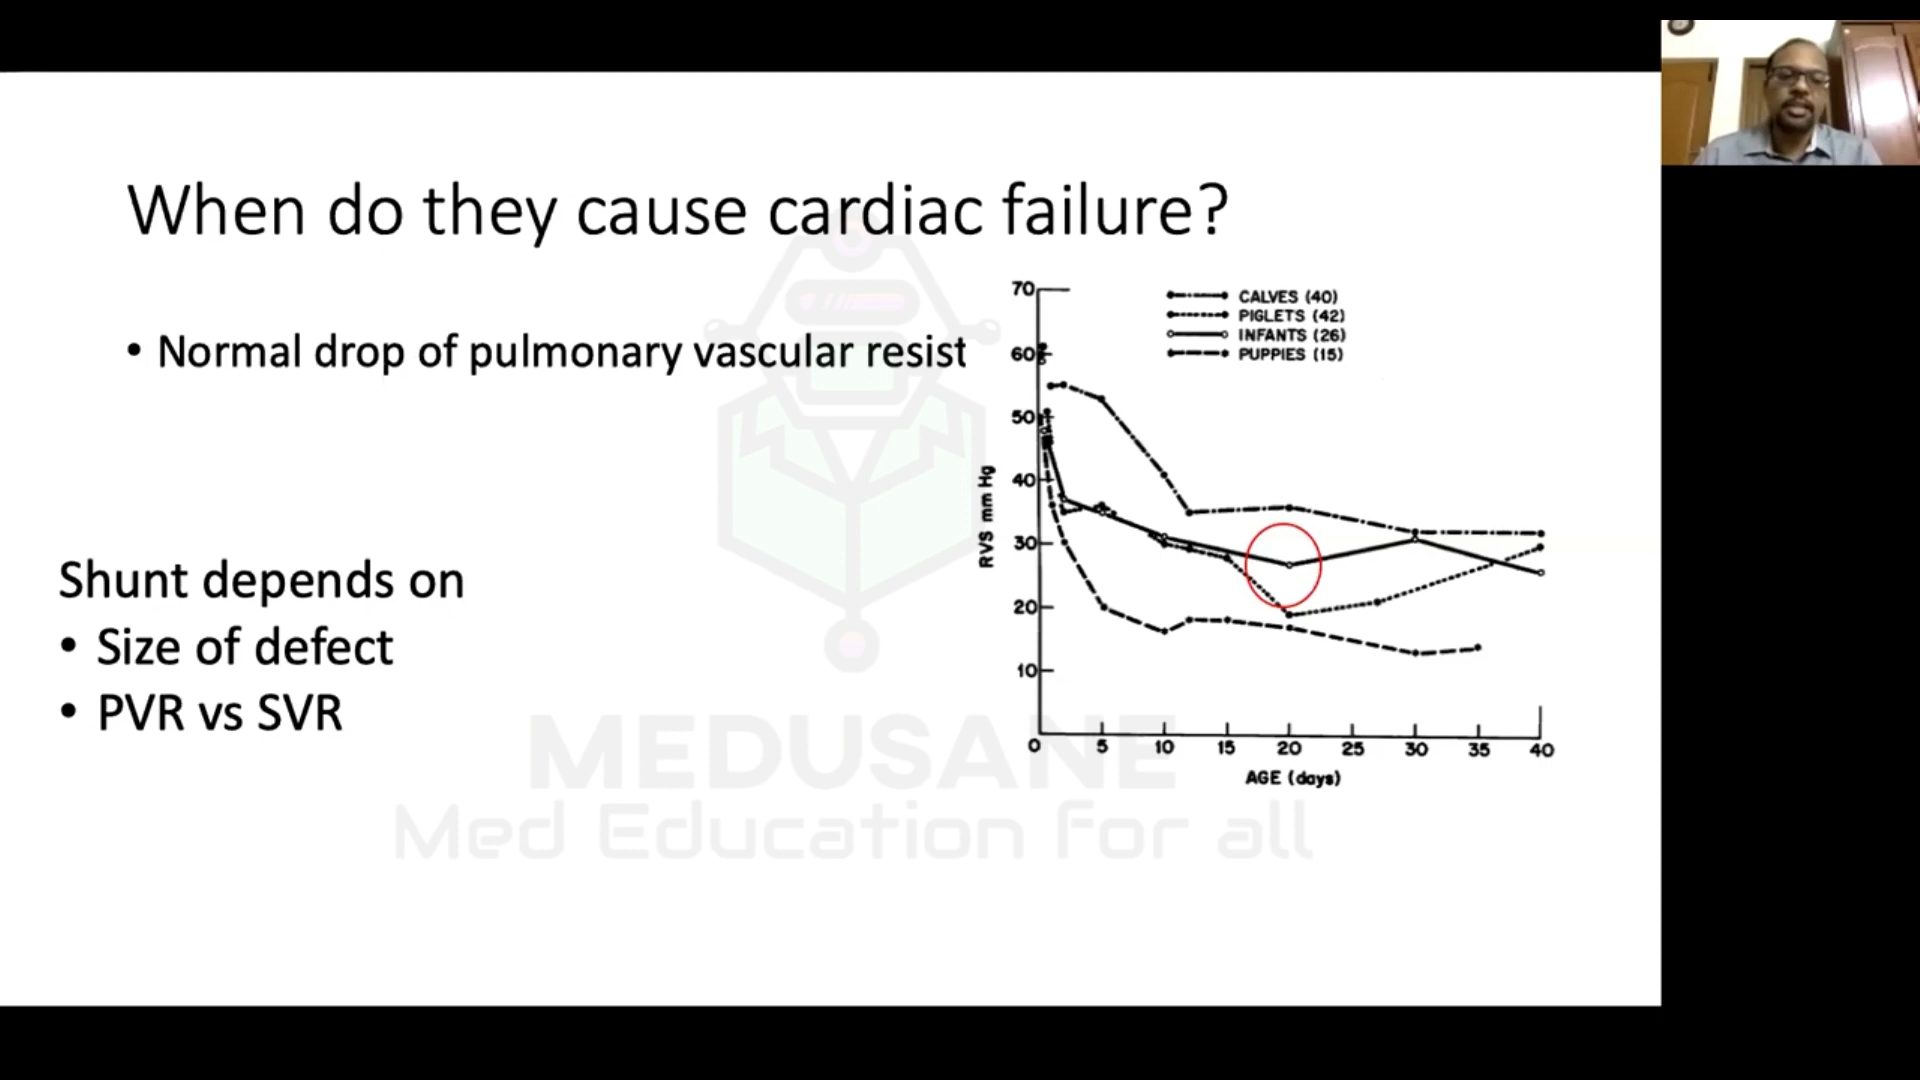 When do they cause cardiac failure?
• Normal drop of pulmonary vascular resist
Shunt depends on
• Size of defect
• PVR vs SVR
CALVES (40)
PIGLETS (42)
INFANTS (26)
PUPPIES (15)
RVS mm Hg
70
60
50
40
30
20
10
0 5 10 15 20 25 30 35 40
AGE (days)
MEDUSANE
Med Education for all